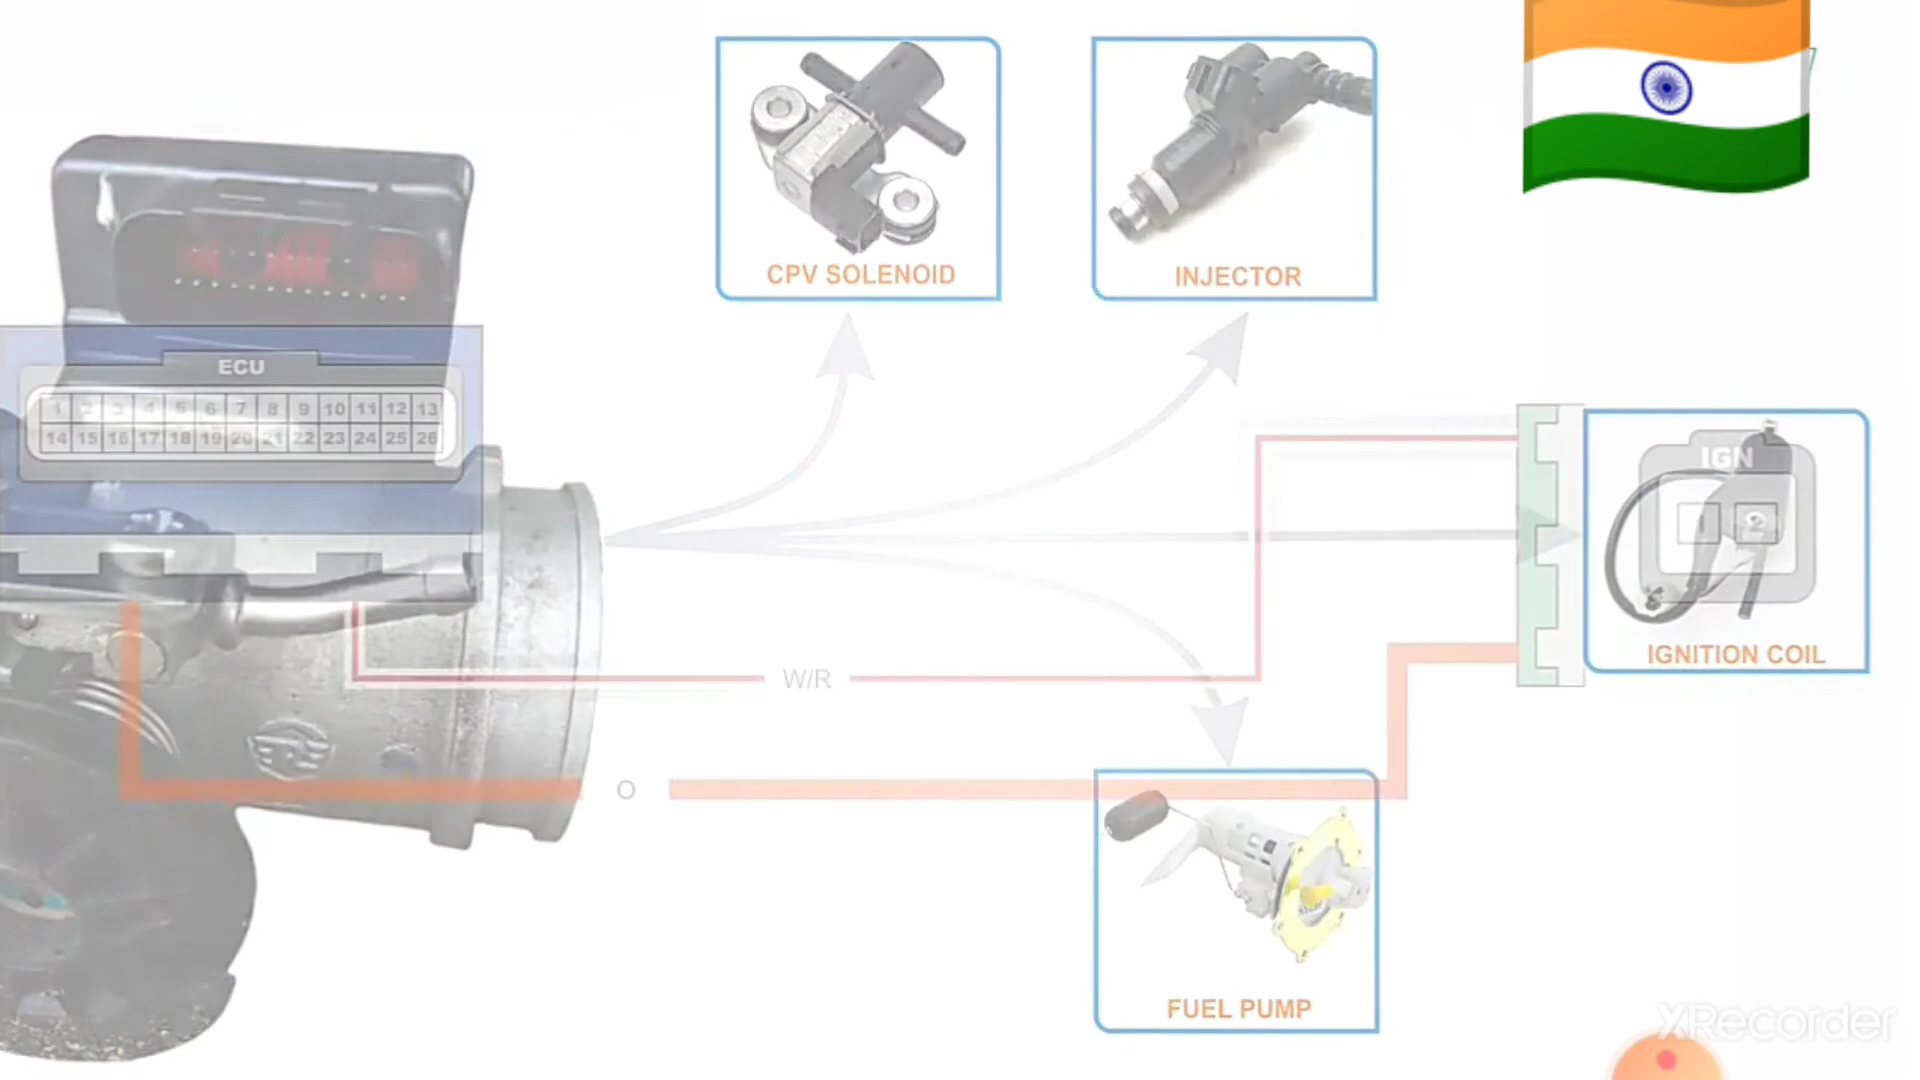 CPV SOLENOID
INJECTOR
ECU
1 2 3 4 5 6 7 8 9 10 11 12 13
14 15 16 17 18 19 20 21 22 23 24 25 26
IGN
1 2
IGNITION COIL
W/R
O
FUEL PUMP
XRecorder